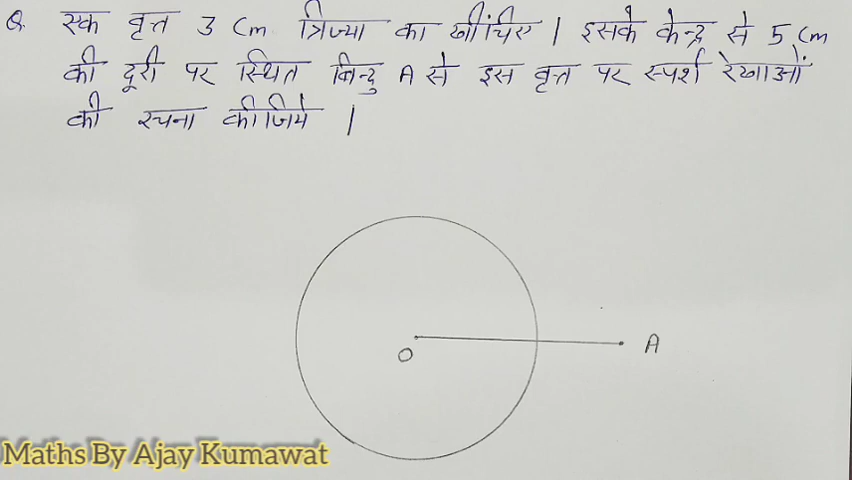 Q. एक वृत्त 3 Cm त्रिज्या का खींचिए । इसके केन्द्र से 5 Cm
की दूरी पर स्थित बिन्दु A से इस वृत्त पर स्पर्श रेखाओं
की रचना कीजिये ।
O
A
Maths By Ajay Kumawat